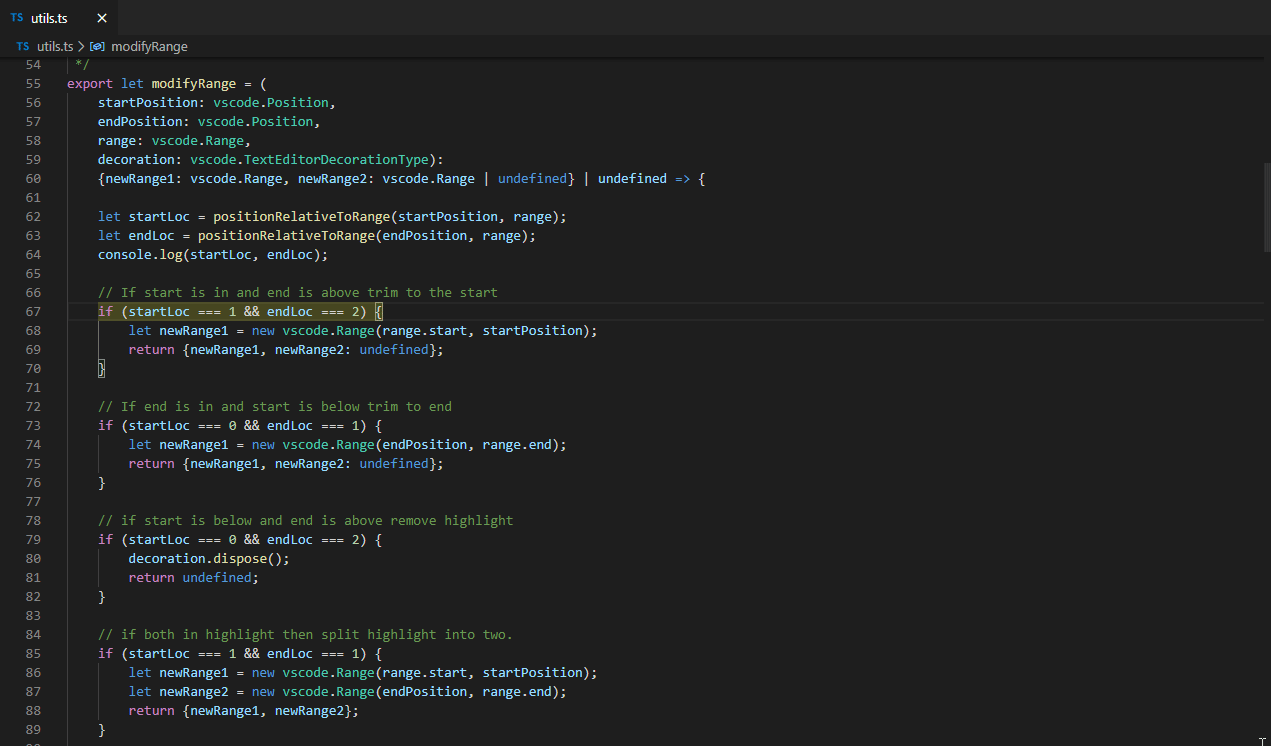 TS utils.ts ×
TS utils.ts > modifyRange
54 */
55 export let modifyRange = (
56 startPosition: vscode.Position,
57 endPosition: vscode.Position,
58 range: vscode.Range,
59 decoration: vscode.TextEditorDecorationType):
60 {newRange1: vscode.Range, newRange2: vscode.Range | undefined} | undefined => {
61
62 let startLoc = positionRelativeToRange(startPosition, range);
63 let endLoc = positionRelativeToRange(endPosition, range);
64 console.log(startLoc, endLoc);
65
66 // If start is in and end is above trim to the start
67 if (startLoc === 1 && endLoc === 2) {
68 let newRange1 = new vscode.Range(range.start, startPosition);
69 return {newRange1, newRange2: undefined};
70 }
71
72 // If end is in and start is below trim to end
73 if (startLoc === 0 && endLoc === 1) {
74 let newRange1 = new vscode.Range(endPosition, range.end);
75 return {newRange1, newRange2: undefined};
76 }
77
78 // if start is below and end is above remove highlight
79 if (startLoc === 0 && endLoc === 2) {
80 decoration.dispose();
81 return undefined;
82 }
83
84 // if both in highlight then split highlight into two.
85 if (startLoc === 1 && endLoc === 1) {
86 let newRange1 = new vscode.Range(range.start, startPosition);
87 let newRange2 = new vscode.Range(endPosition, range.end);
88 return {newRange1, newRange2};
89 }